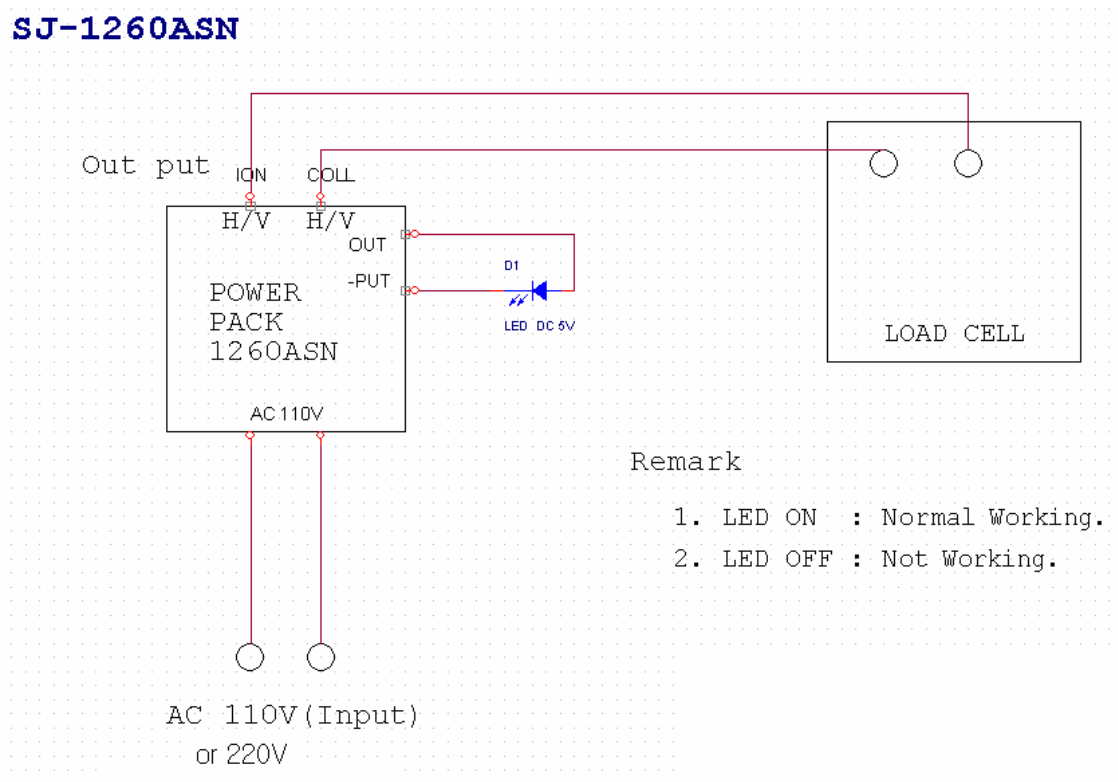 SJ-1260ASN
Out put
ION
COLL
H/V
H/V
OUT
-PUT
POWER
PACK
1260ASN
AC 110V
D1
LED DC 5V
LOAD CELL
Remark
1. LED ON : Normal Working.
2. LED OFF : Not Working.
AC 110V(Input)
or 220V